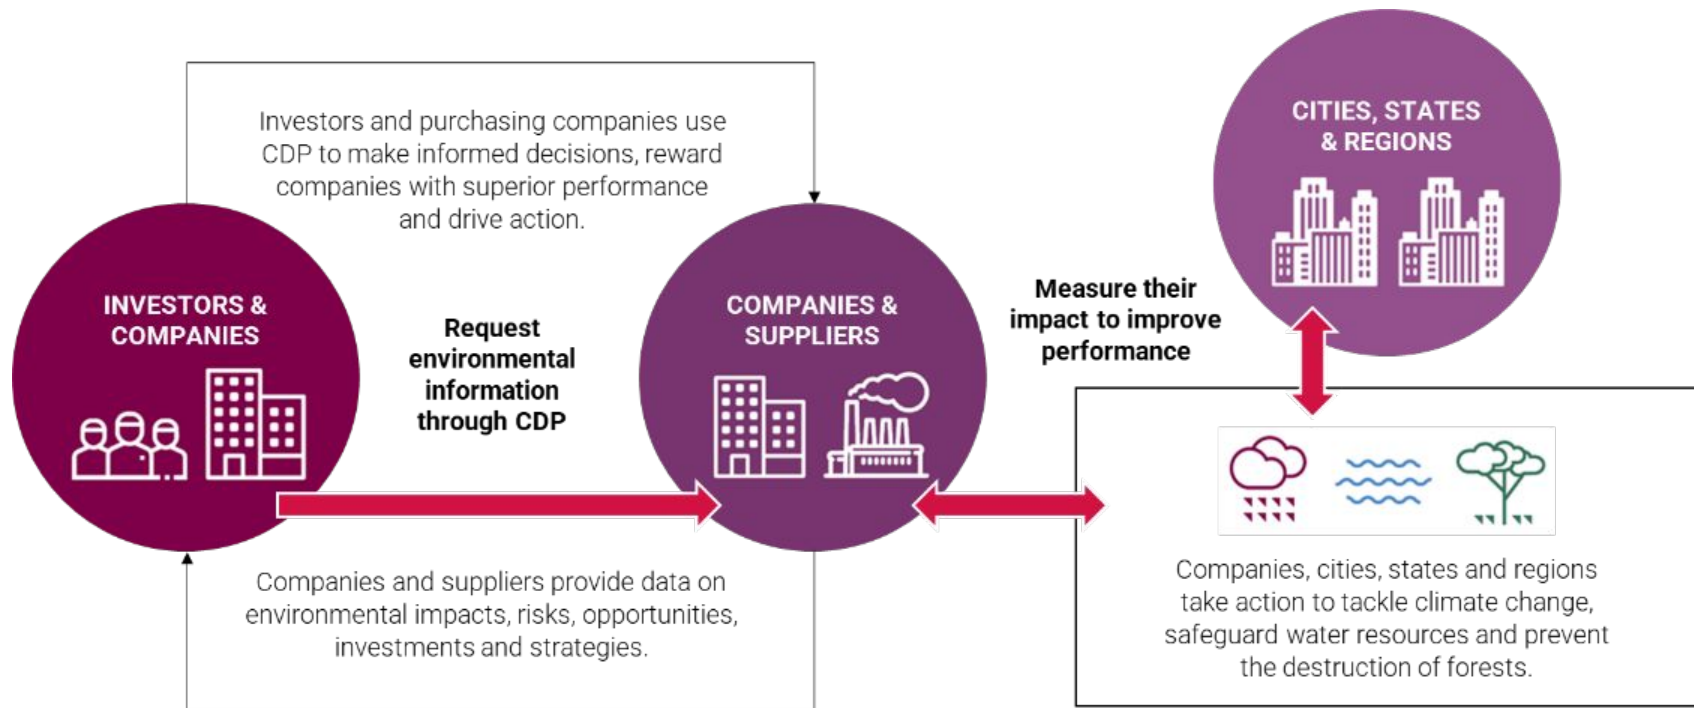 Investors and purchasing companies use
CDP to make informed decisions, reward
companies with superior performance
and drive action.
INVESTORS &
COMPANIES
Request
environmental
information
through CDP
COMPANIES &
SUPPLIERS
Companies and suppliers provide data on
environmental impacts, risks, opportunities,
investments and strategies.
Measure their
impact to improve
performance
CITIES, STATES
& REGIONS
Companies, cities, states and regions
take action to tackle climate change,
safeguard water resources and prevent
the destruction of forests.